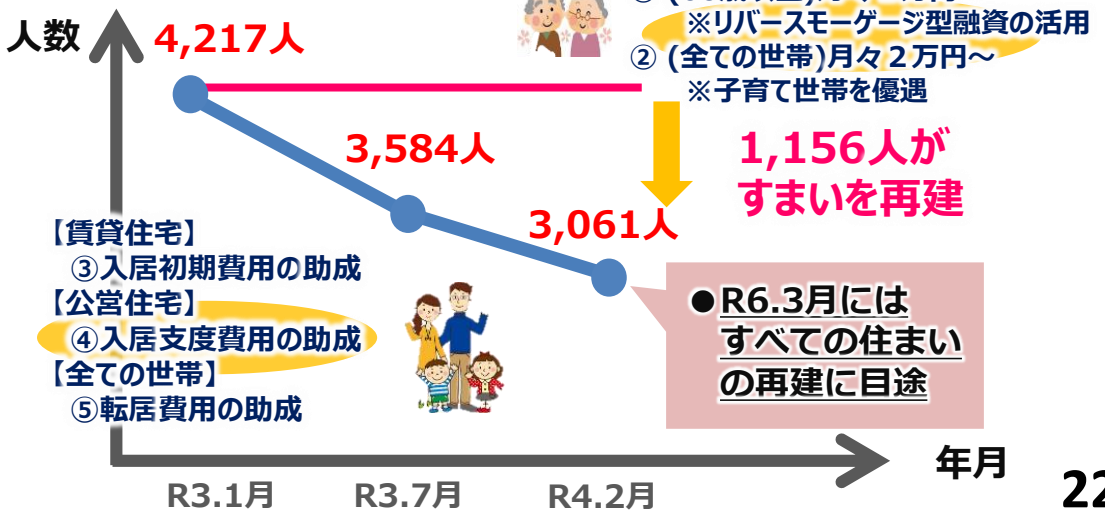 ※リバースモーゲージ型融資の活用
② (全ての世帯)月々２万円～
※子育て世帯を優遇
人数
4,217人
3,584人
3,061人
1,156人が
すまいを再建
【賃貸住宅】
③入居初期費用の助成
【公営住宅】
④入居支度費用の助成
【全ての世帯】
⑤転居費用の助成
●R6.3月には
すべての住まい
の再建に目途
年月
R3.1月
R3.7月
R4.2月
22